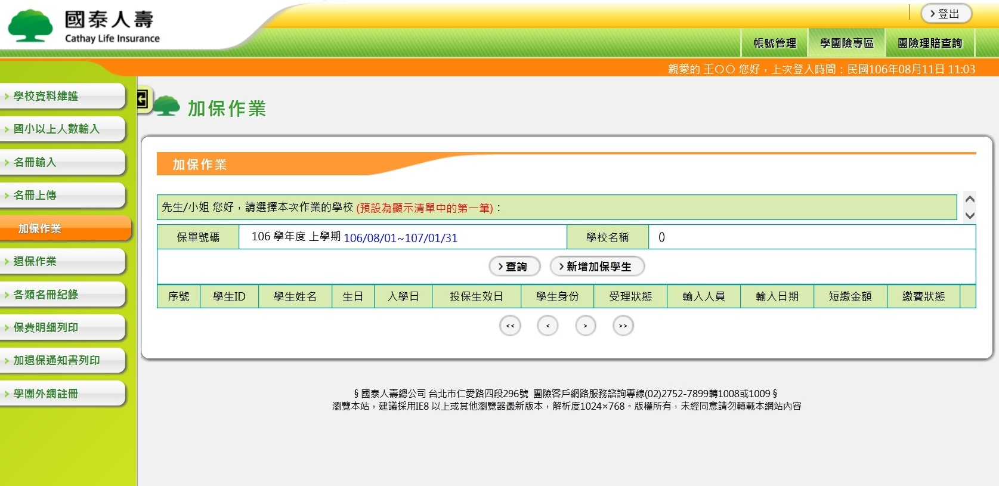 國泰人壽
Cathay Life Insurance
登出
帳號管理 學團險專區 團險理賠查詢
親愛的 王〇〇 您好，上次登入時間：民國106年08月11日 11:03
學校資料維護
國小以上人數輸入
名冊輸入
名冊上傳
加保作業
退保作業
各類名冊紀錄
保費明細列印
加退保通知書列印
學團外網註冊
加保作業
加保作業
先生/小姐 您好，請選擇本次作業的學校 (預設為顯示清單中的第一筆)：
保單號碼 106 學年度 上學期 106/08/01~107/01/31 學校名稱 ()
查詢 新增加保學生
序號 學生ID 學生姓名 生日 入學日 投保生效日 學生身份 受理狀態 輸入人員 輸入日期 短繳金額 繳費狀態
<< < > >>
§ 國泰人壽總公司 台北市仁愛路四段296號 團險客戶網路服務諮詢專線(02)2752-7899轉1008或1009 §
瀏覽本站，建議採用IE8 以上或其他瀏覽器最新版本，解析度1024×768。版權所有，未經同意請勿轉載本網站內容